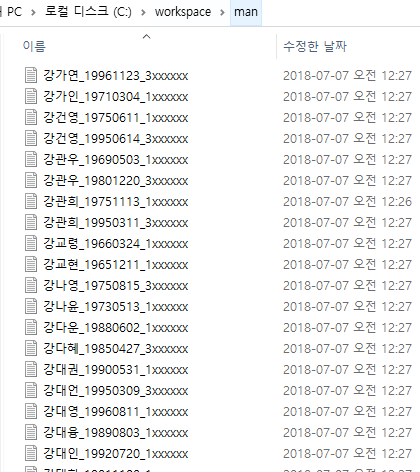 PC > 로컬 디스크 (C:) > workspace > man
이름 수정한 날짜
강가연_19961123_3xxxxxx 2018-07-07 오전 12:27
강가인_19710304_1xxxxxx 2018-07-07 오전 12:27
강건영_19750611_1xxxxxx 2018-07-07 오전 12:27
강건영_19950614_3xxxxxx 2018-07-07 오전 12:27
강관우_19690503_1xxxxxx 2018-07-07 오전 12:27
강관우_19801220_3xxxxxx 2018-07-07 오전 12:27
강관희_19751113_1xxxxxx 2018-07-07 오전 12:26
강관희_19950311_3xxxxxx 2018-07-07 오전 12:27
강교령_19660324_1xxxxxx 2018-07-07 오전 12:27
강교현_19651211_1xxxxxx 2018-07-07 오전 12:27
강나영_19750815_3xxxxxx 2018-07-07 오전 12:27
강나윤_19730513_1xxxxxx 2018-07-07 오전 12:27
강다운_19880602_1xxxxxx 2018-07-07 오전 12:27
강다혜_19850427_3xxxxxx 2018-07-07 오전 12:27
강대권_19900531_1xxxxxx 2018-07-07 오전 12:27
강대언_19950309_3xxxxxx 2018-07-07 오전 12:27
강대영_19960811_1xxxxxx 2018-07-07 오전 12:27
강대융_19890803_1xxxxxx 2018-07-07 오전 12:27
강대인_19920720_1xxxxxx 2018-07-07 오전 12:27